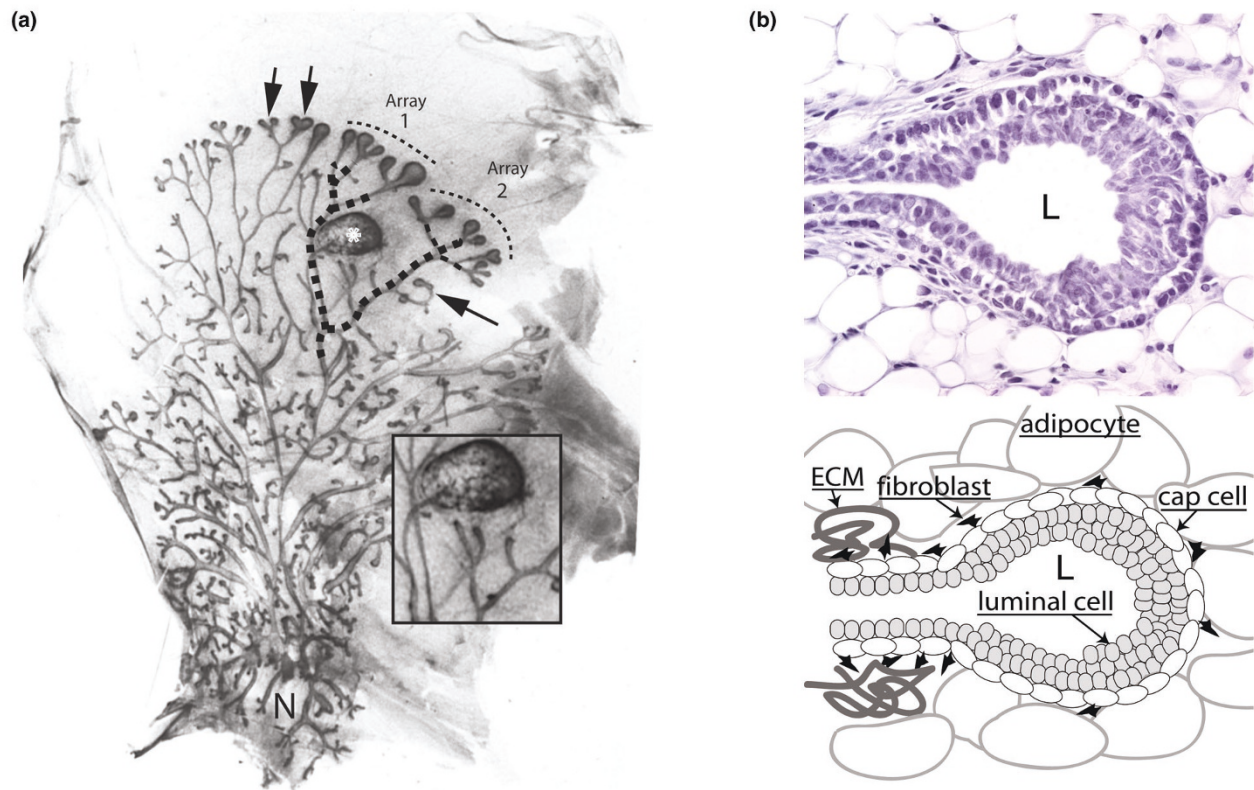 (a)
Array
1
Array
2
*
N
(b)
L
adipocyte
ECM
fibroblast
cap cell
L
luminal cell